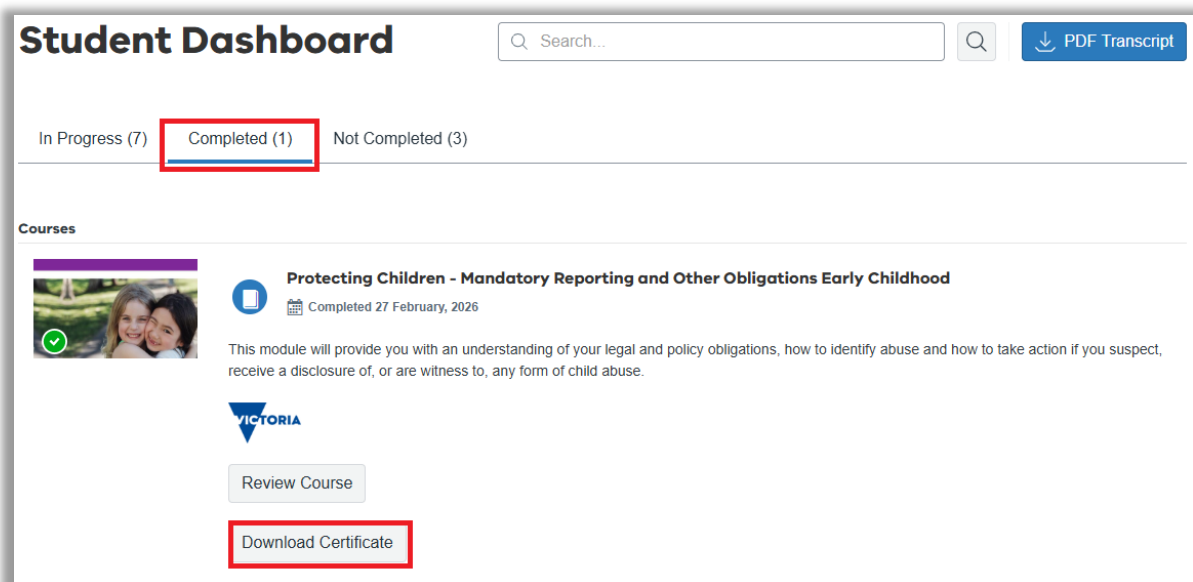 Student Dashboard
Search...
PDF Transcript
In Progress (7)
Completed (1)
Not Completed (3)
Courses
Protecting Children - Mandatory Reporting and Other Obligations Early Childhood
Completed 27 February, 2026
This module will provide you with an understanding of your legal and policy obligations, how to identify abuse and how to take action if you suspect,
receive a disclosure of, or are witness to, any form of child abuse.
VICTORIA
Review Course
Download Certificate